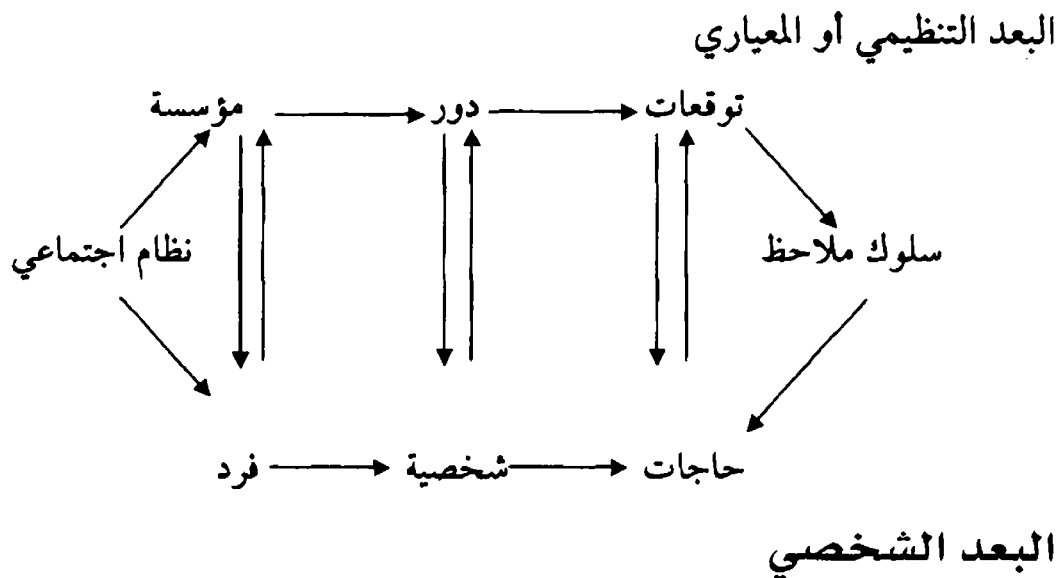 البعد التنظيمي أو المعياري
توقعات دور مؤسسة
سلوك ملاحظ نظام اجتماعي
حاجات شخصية فرد
البعد الشخصي